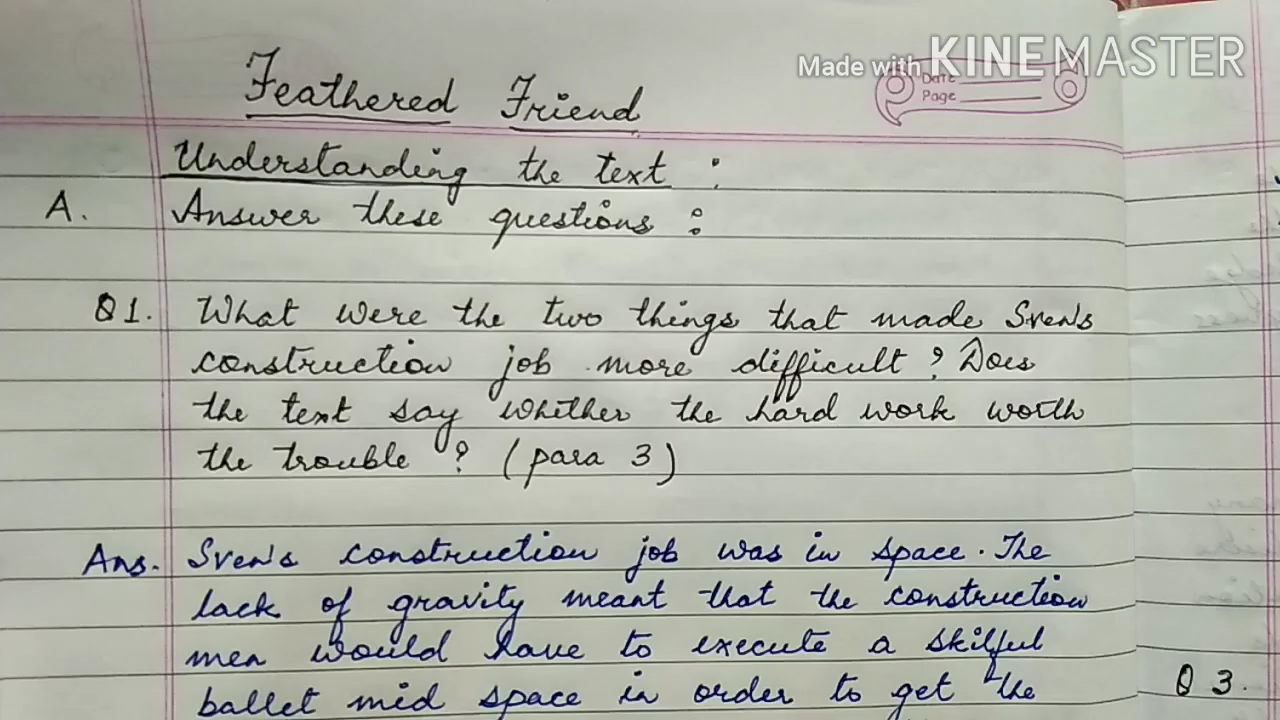 Made with KINEMASTER
Date
Page
Feathered Friend
Understanding the text :
A. Answer these questions :
Q1. What were the two things that made Sven's
construction job more difficult ? Does
the text say whether the hard work worth
the trouble ? (para 3)
Ans. Sven's construction job was in space. The
lack of gravity meant that the construction
men would have to execute a skilful
ballet mid space in order to get the
Q 3.